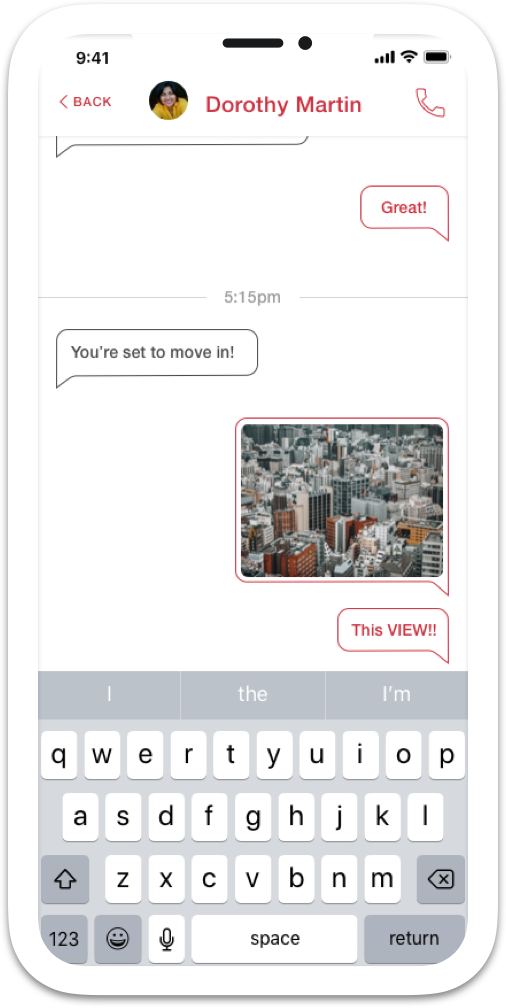 9:41
BACK
Dorothy Martin
Great!
5:15pm
You're set to move in!
This VIEW!!
I the I'm
q w e r t y u i o p
a s d f g h j k l
z x c v b n m
123 space return